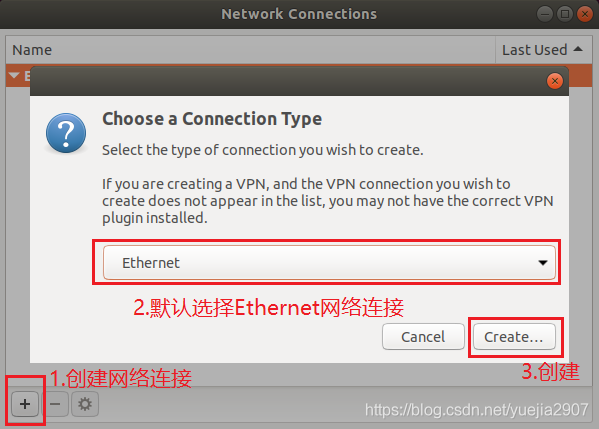 Network Connections
Name
Last Used
E
Choose a Connection Type
Select the type of connection you wish to create.
If you are creating a VPN, and the VPN connection you wish to
create does not appear in the list, you may not have the correct VPN
plugin installed.
Ethernet
2.默认选择Ethernet网络连接
Cancel
Create...
1.创建网络连接
3.创建
https://blog.csdn.net/yuejia2907